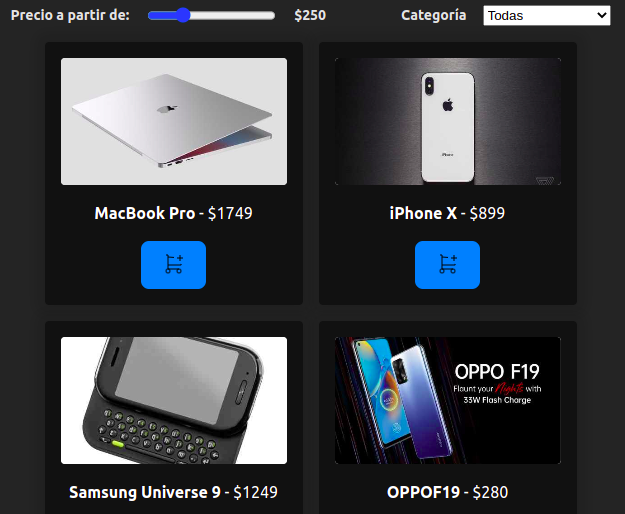 Precio a partir de: $250 Categoría Todas
MacBook Pro - $1749
iPhone X - $899
iPhone
OPPO F19
Flaunt your Nights with
33W Flash Charge
Samsung Universe 9 - $1249
OPPOF19 - $280